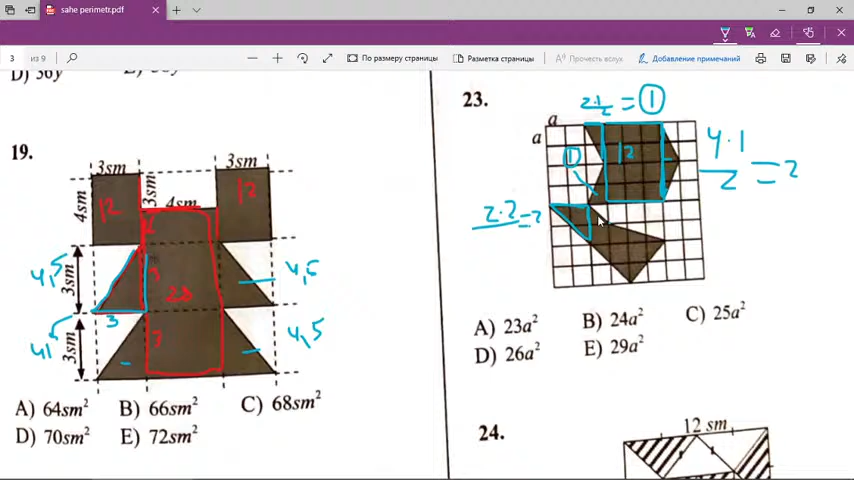 sahe perimetr.pdf
3 из 9
По размеру страницы
Разметка страницы
Прочесть вслух
Добавление примечаний
D) 36y
19.
3sm
3sm
4sm
3sm
4sm
12
12
28
3sm
3
4,5
4,5
3sm
4,5
A) 64sm²
B) 66sm²
C) 68sm²
D) 70sm²
E) 72sm²
23.
a
a
2·1/2 = 1
12
1
4·1/2 = 2
2·2/2 = 2
A) 23a²
B) 24a²
C) 25a²
D) 26a²
E) 29a²
24.
12 sm